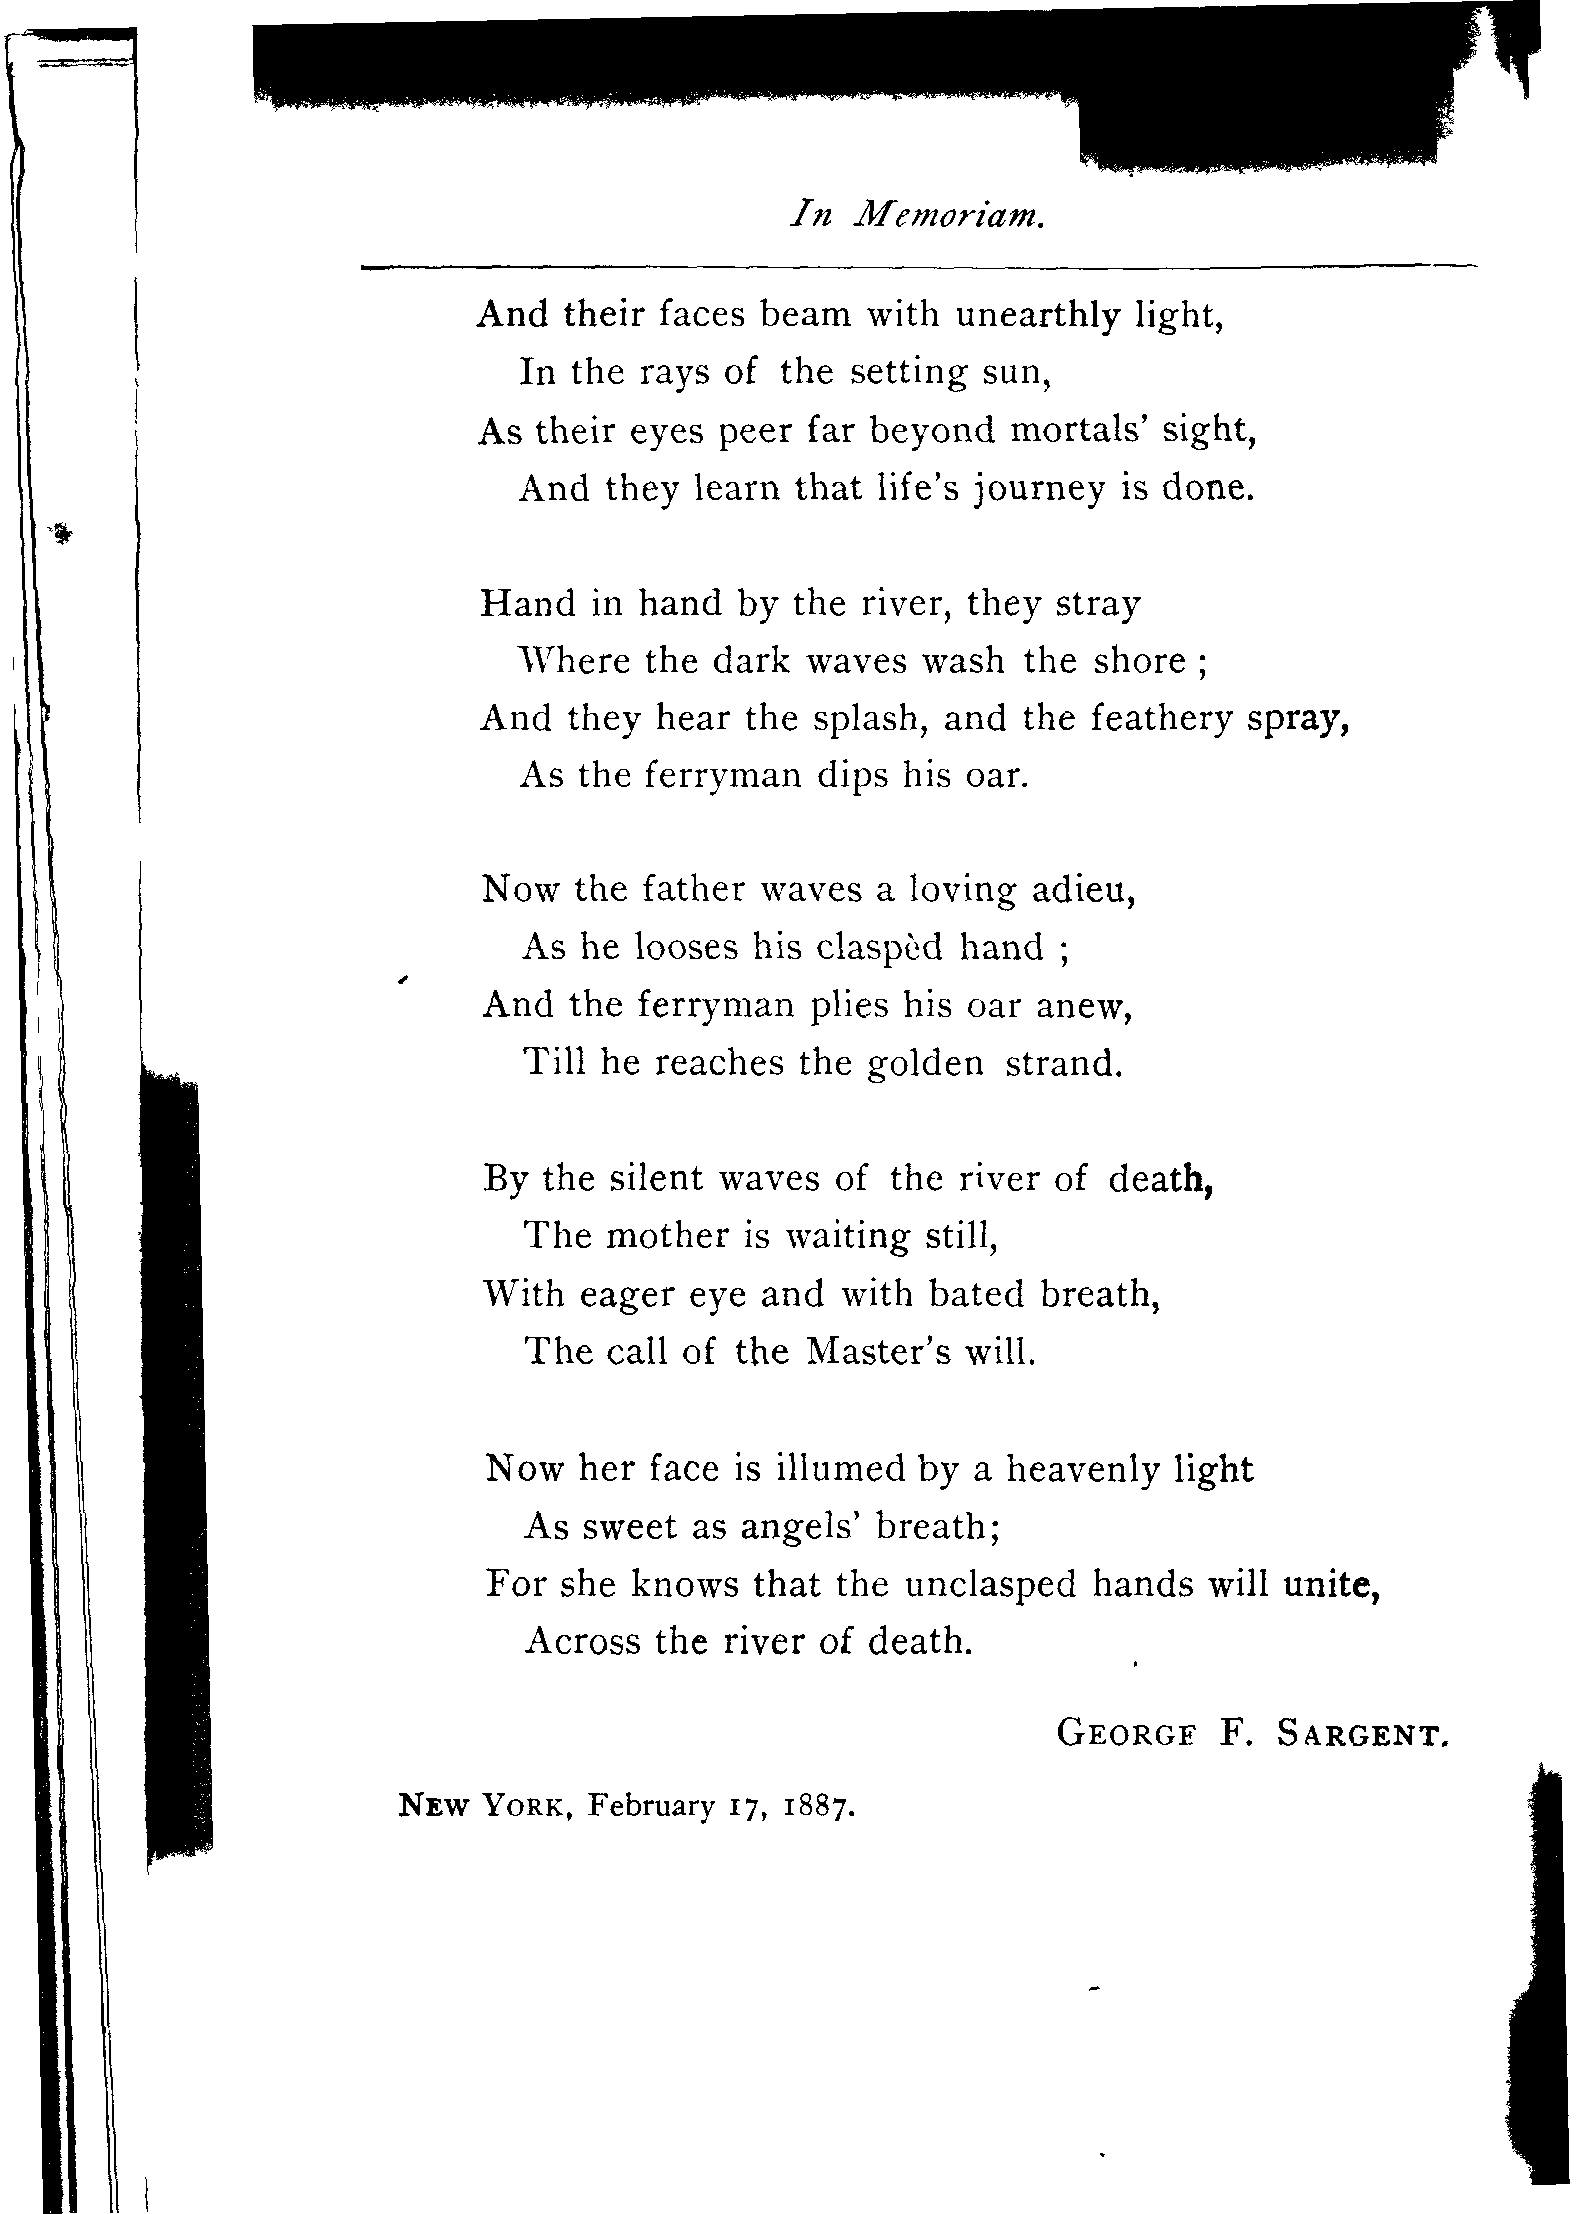 In Memoriam.
And their faces beam with unearthly light,
In the rays of the setting sun,
As their eyes peer far beyond mortals' sight,
And they learn that life's journey is done.
Hand in hand by the river, they stray
Where the dark waves wash the shore ;
And they hear the splash, and the feathery spray,
As the ferryman dips his oar.
Now the father waves a loving adieu,
As he looses his claspèd hand ;
And the ferryman plies his oar anew,
Till he reaches the golden strand.
By the silent waves of the river of death,
The mother is waiting still,
With eager eye and with bated breath,
The call of the Master's will.
Now her face is illumed by a heavenly light
As sweet as angels' breath;
For she knows that the unclasped hands will unite,
Across the river of death.
GEORGE F. SARGENT.
NEW YORK, February 17, 1887.